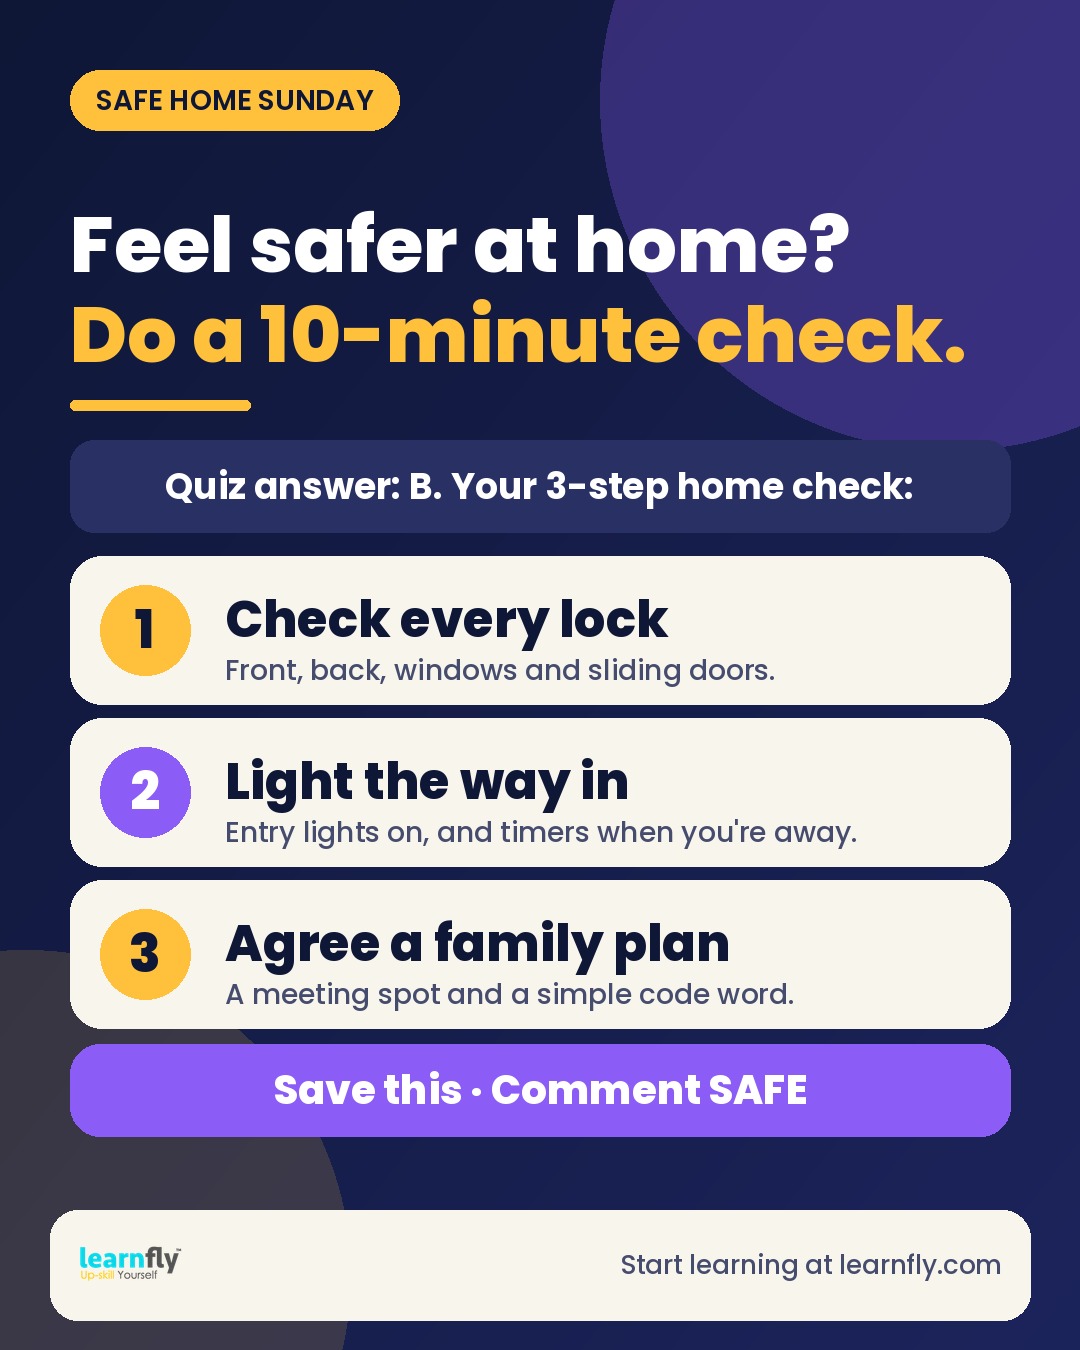 SAFE HOME SUNDAY
Feel safer at home?
Do a 10-minute check.
Quiz answer: B. Your 3-step home check:
1
Check every lock
Front, back, windows and sliding doors.
2
Light the way in
Entry lights on, and timers when you're away.
3
Agree a family plan
A meeting spot and a simple code word.
Save this · Comment SAFE
learnfly™
Up-skill Yourself
Start learning at learnfly.com